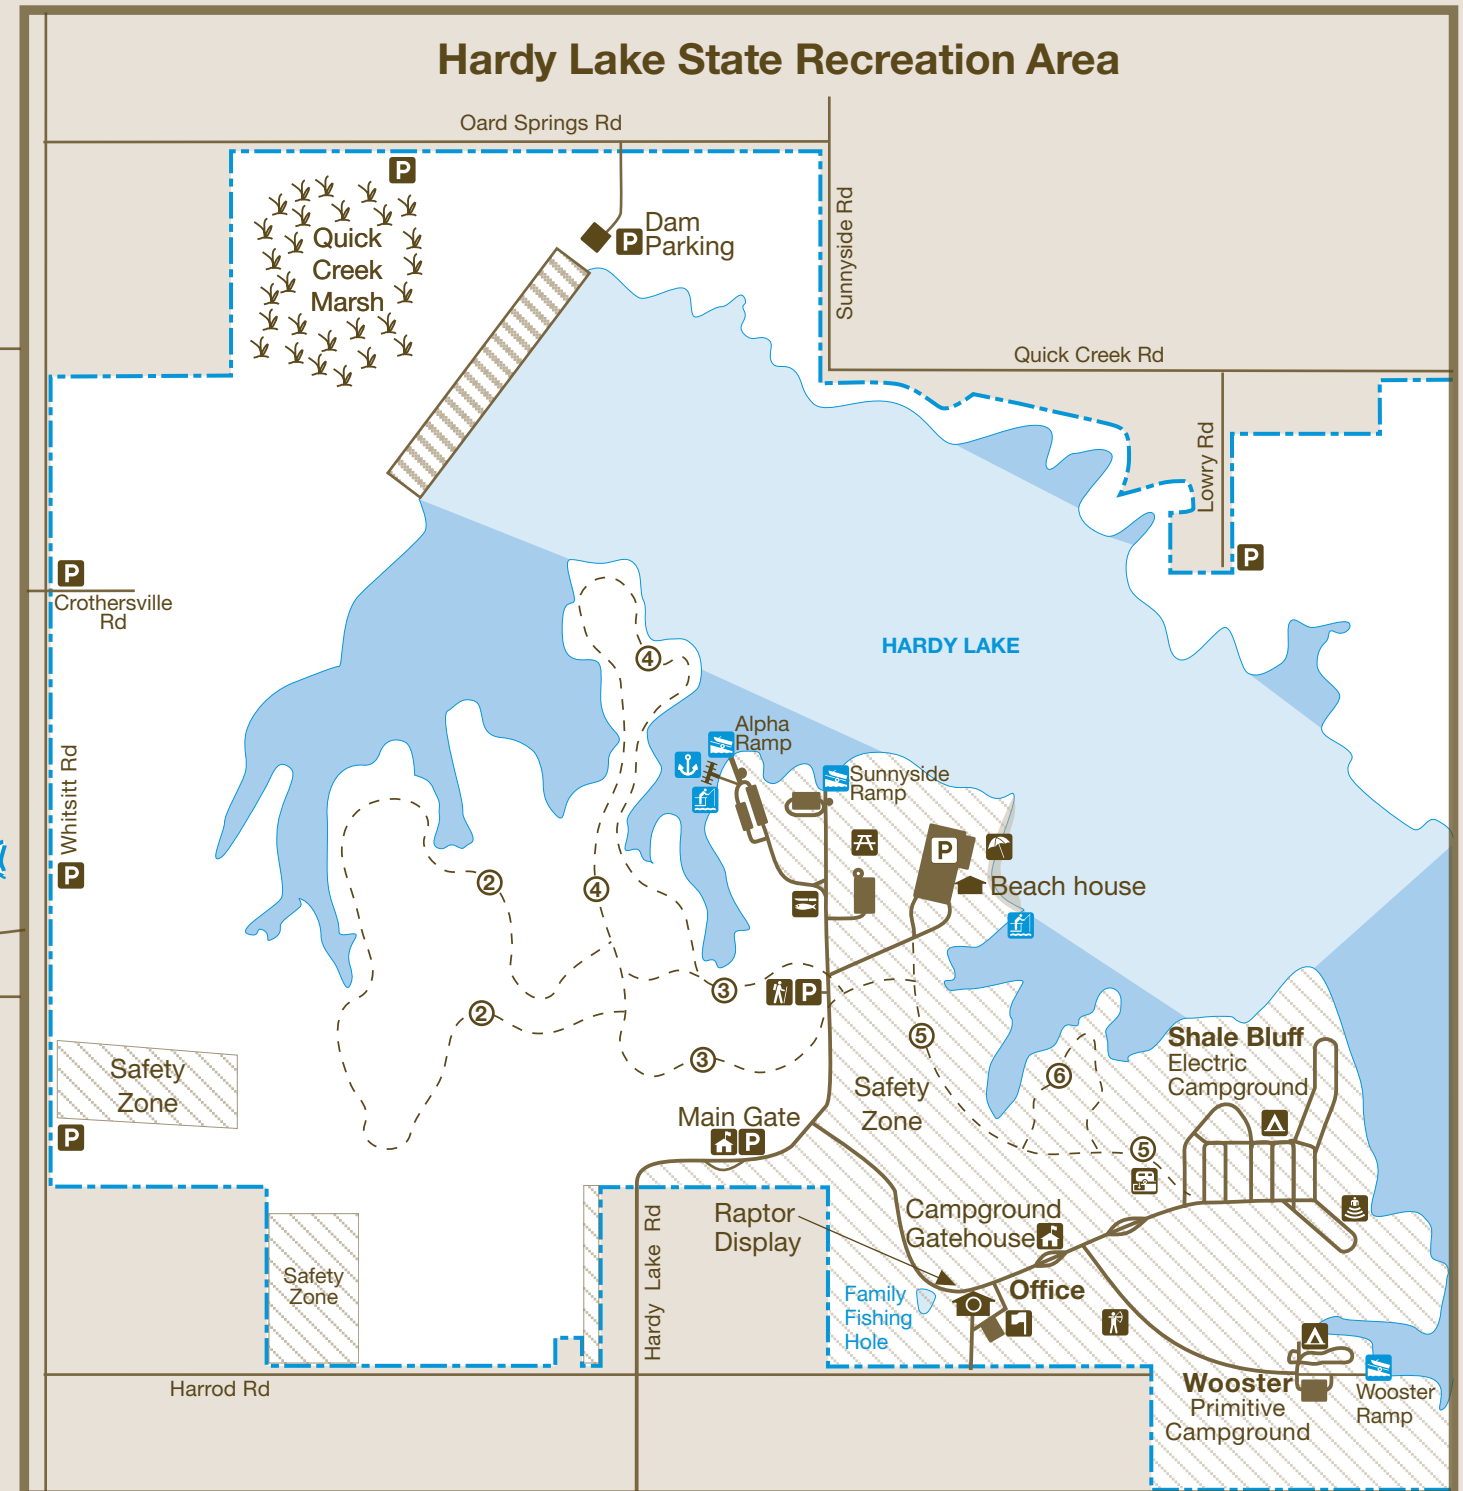 Hardy Lake State Recreation Area
Oard Springs Rd
P
Dam
P
Parking
Quick
Creek
Marsh
Sunnyside Rd
Quick Creek Rd
Lowry Rd
P
P
Crothersville
Rd
HARDY LAKE
4
Alpha
Ramp
Sunnyside
Ramp
Whitsitt Rd
P
P
Beach house
2
4
3
P
2
5
Shale Bluff
Electric
Campground
3
6
Safety
Zone
Safety
Zone
P
Main Gate
P
5
Raptor
Display
Campground
Gatehouse
Hardy Lake Rd
Safety
Zone
Family
Fishing
Hole
Office
Harrod Rd
Wooster
Primitive
Campground
Wooster
Ramp